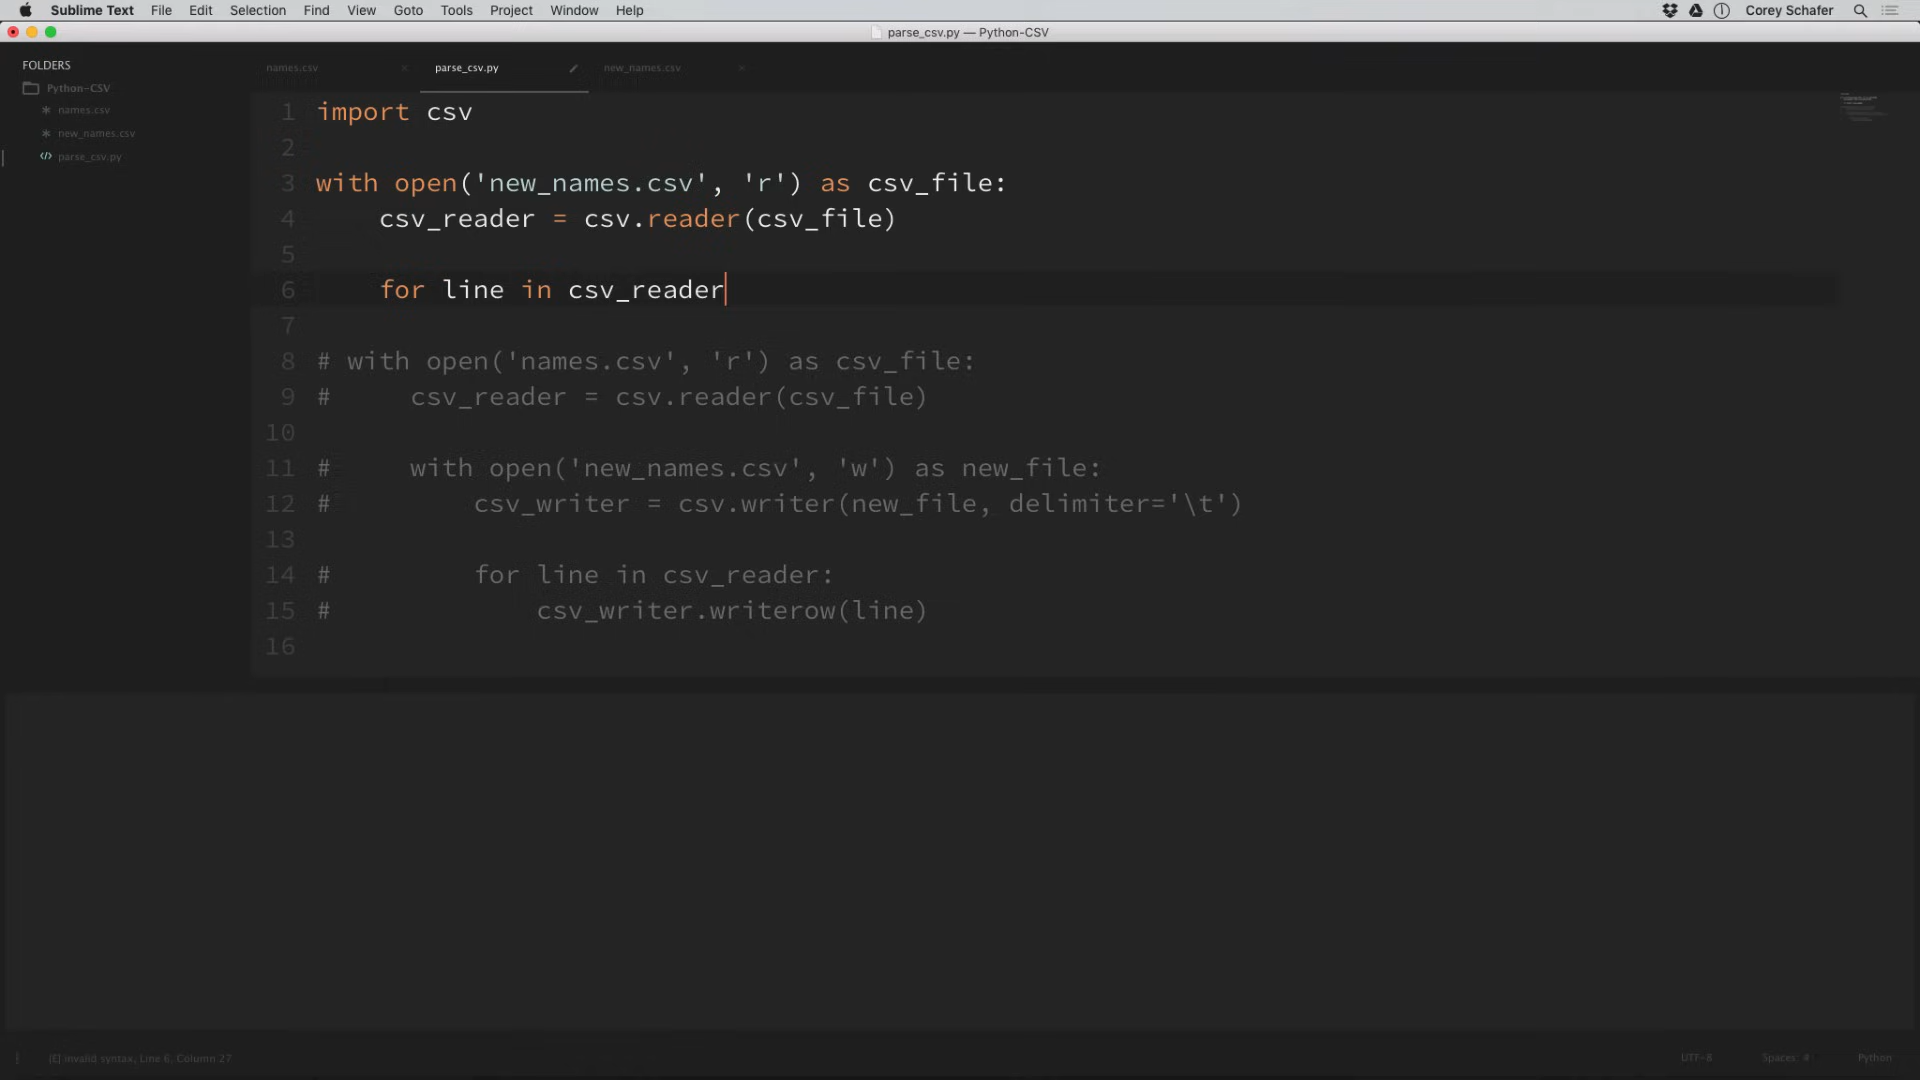 Sublime Text File Edit Selection Find View Goto Tools Project Window Help Corey Schafer
parse_csv.py — Python-CSV
FOLDERS
Python-CSV
names.csv
new_names.csv
parse_csv.py
names.csv parse_csv.py new_names.csv
1 import csv
2
3 with open('new_names.csv', 'r') as csv_file:
4     csv_reader = csv.reader(csv_file)
5
6     for line in csv_reader
7
8 # with open('names.csv', 'r') as csv_file:
9 #     csv_reader = csv.reader(csv_file)
10
11 #     with open('new_names.csv', 'w') as new_file:
12 #         csv_writer = csv.writer(new_file, delimiter='\t')
13
14 #         for line in csv_reader:
15 #             csv_writer.writerow(line)
16
[E] invalid syntax, Line 6, Column 27 UTF-8 Spaces: 4 Python